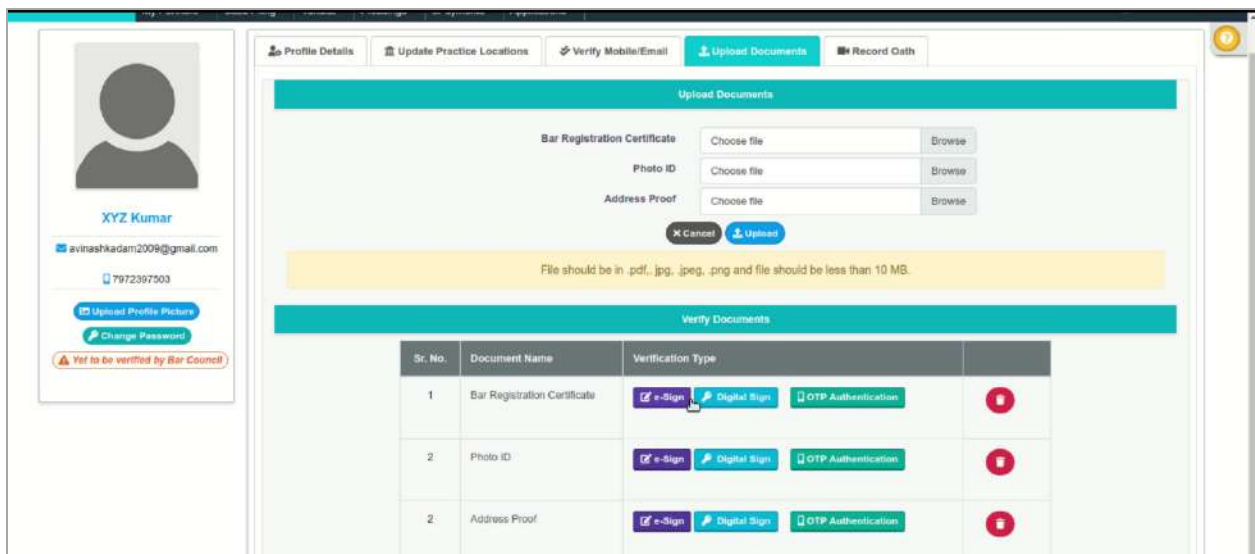 Profile Details
Update Practice Locations
Verify Mobile/Email
Upload Documents
Record Oath
XYZ Kumar
avinashkadam2009@gmail.com
7972397503
Upload Profile Picture
Change Password
Yet to be verified by Bar Council
Upload Documents
Bar Registration Certificate Choose file Browse
Photo ID Choose file Browse
Address Proof Choose file Browse
Cancel Upload
File should be in .pdf,. jpg, .jpeg, .png and file should be less than 10 MB.
Verify Documents
Sr. No. Document Name Verification Type
1 Bar Registration Certificate e-Sign Digital Sign OTP Authentication
2 Photo ID e-Sign Digital Sign OTP Authentication
2 Address Proof e-Sign Digital Sign OTP Authentication